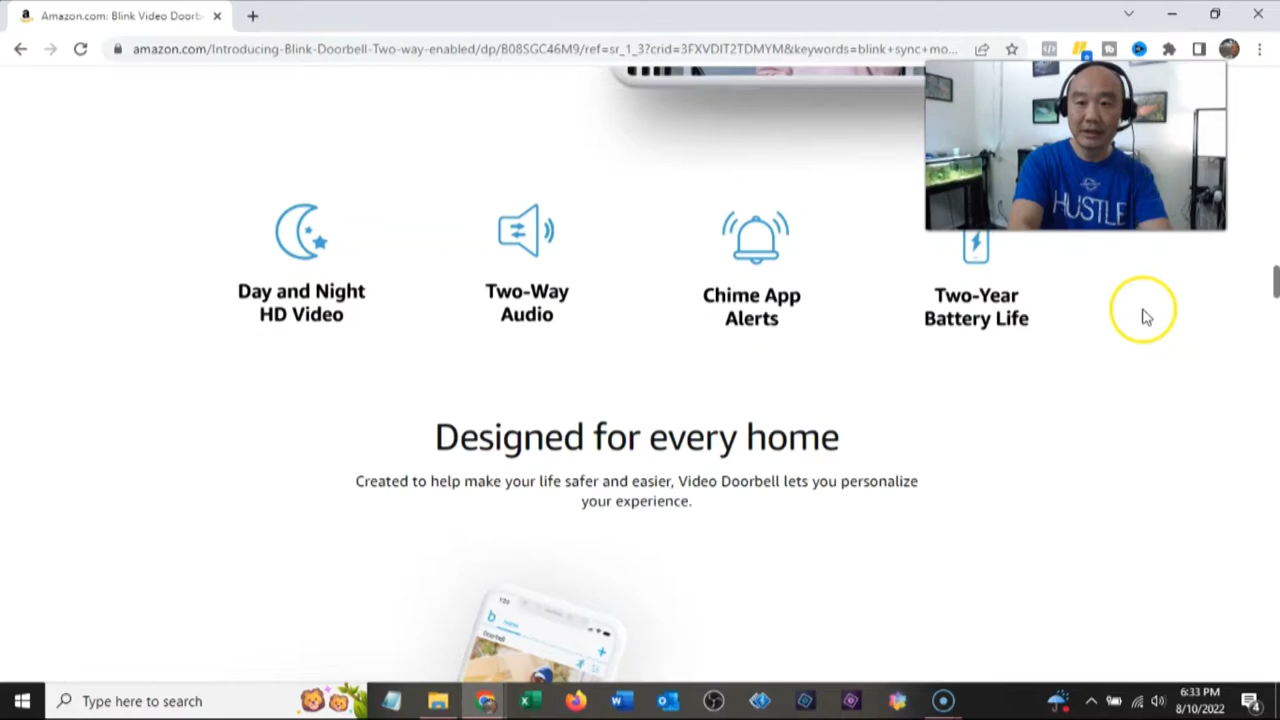 Amazon.com: Blink Video Doorb
amazon.com/Introducing-Blink-Doorbell-Two-way-enabled/dp/B08SGC46M9/ref=sr_1_3?crid=3FXVDIT2TDMYM&keywords=blink+sync+mo...
HUSTLE
Day and Night
HD Video
Two-Way
Audio
Chime App
Alerts
Two-Year
Battery Life
Designed for every home
Created to help make your life safer and easier, Video Doorbell lets you personalize
your experience.
b
Doorbell
Type here to search
6:33 PM
8/10/2022
4